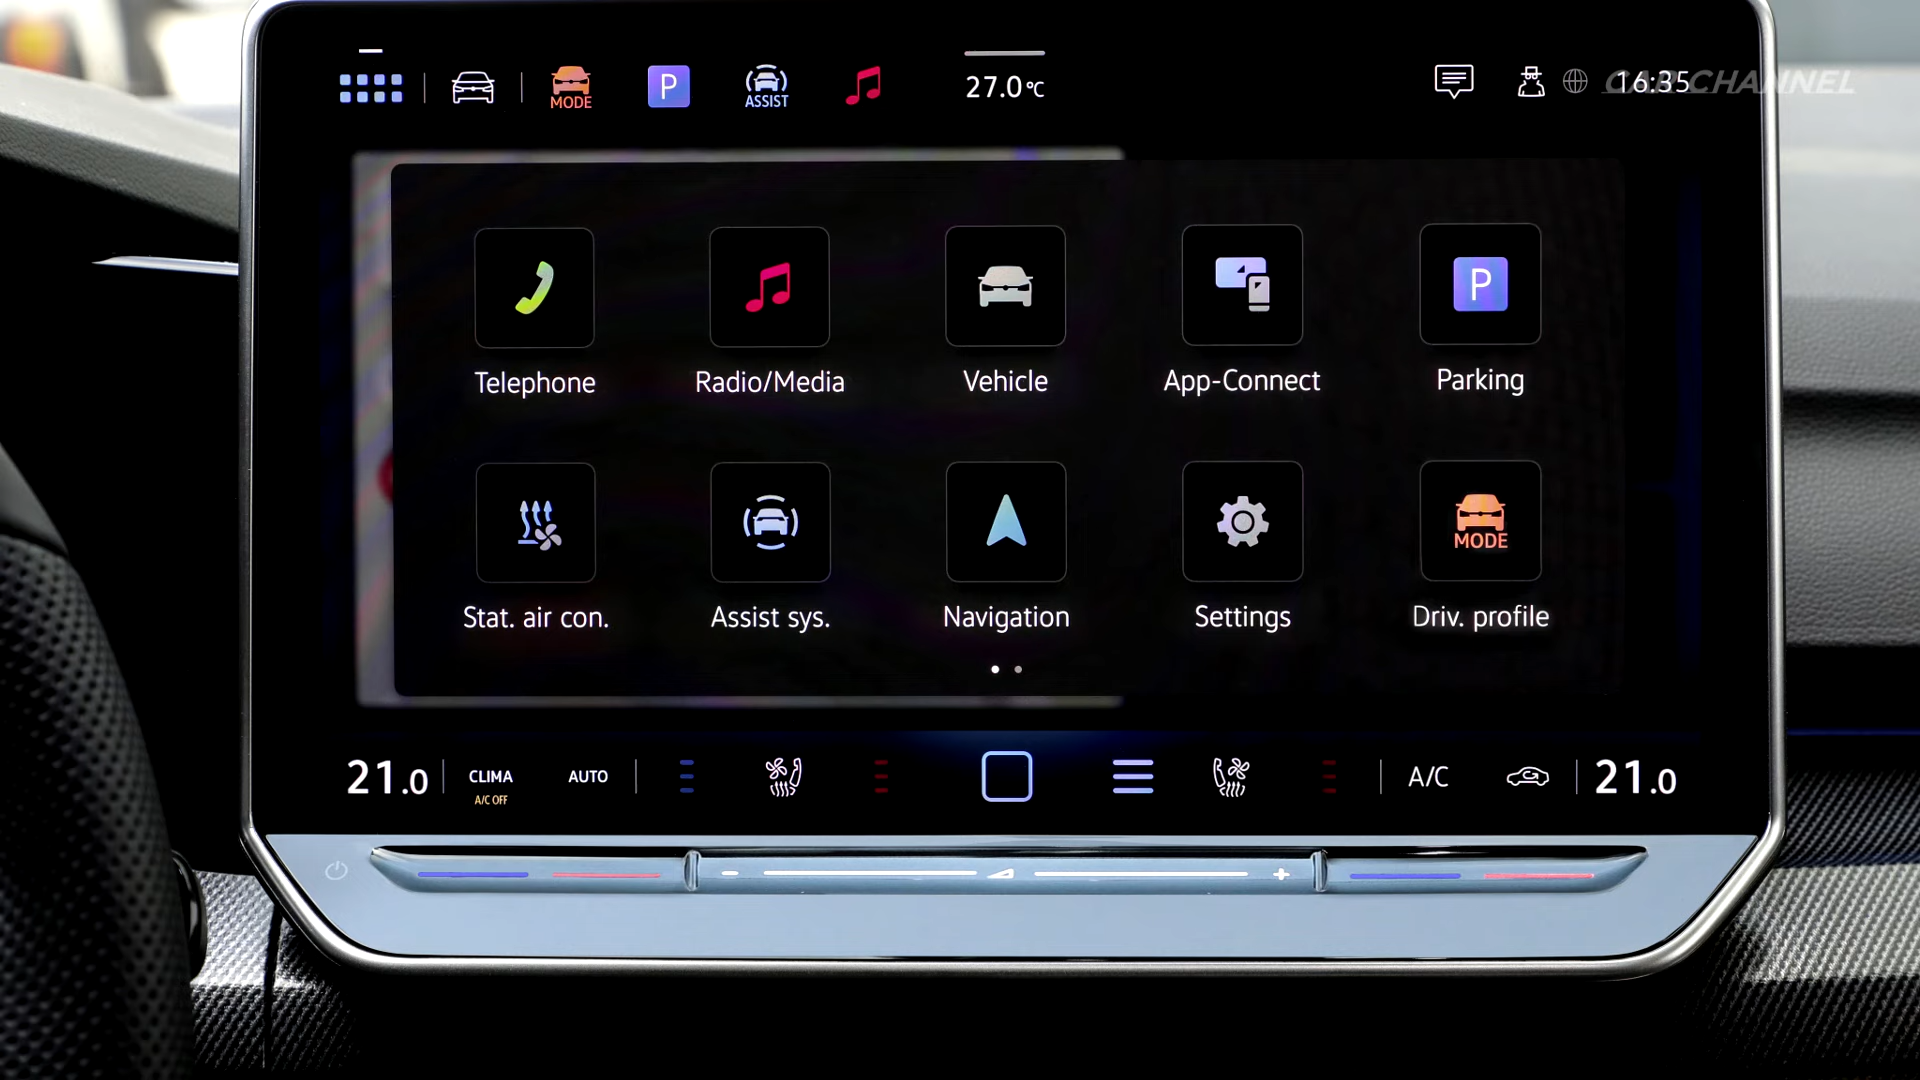 MODE
P
ASSIST
27.0°C
16:35
CAR CHANNEL
P
Telephone
Radio/Media
Vehicle
App-Connect
Parking
MODE
Stat. air con.
Assist sys.
Navigation
Settings
Driv. profile
21.0
CLIMA
A/C OFF
AUTO
A/C
21.0